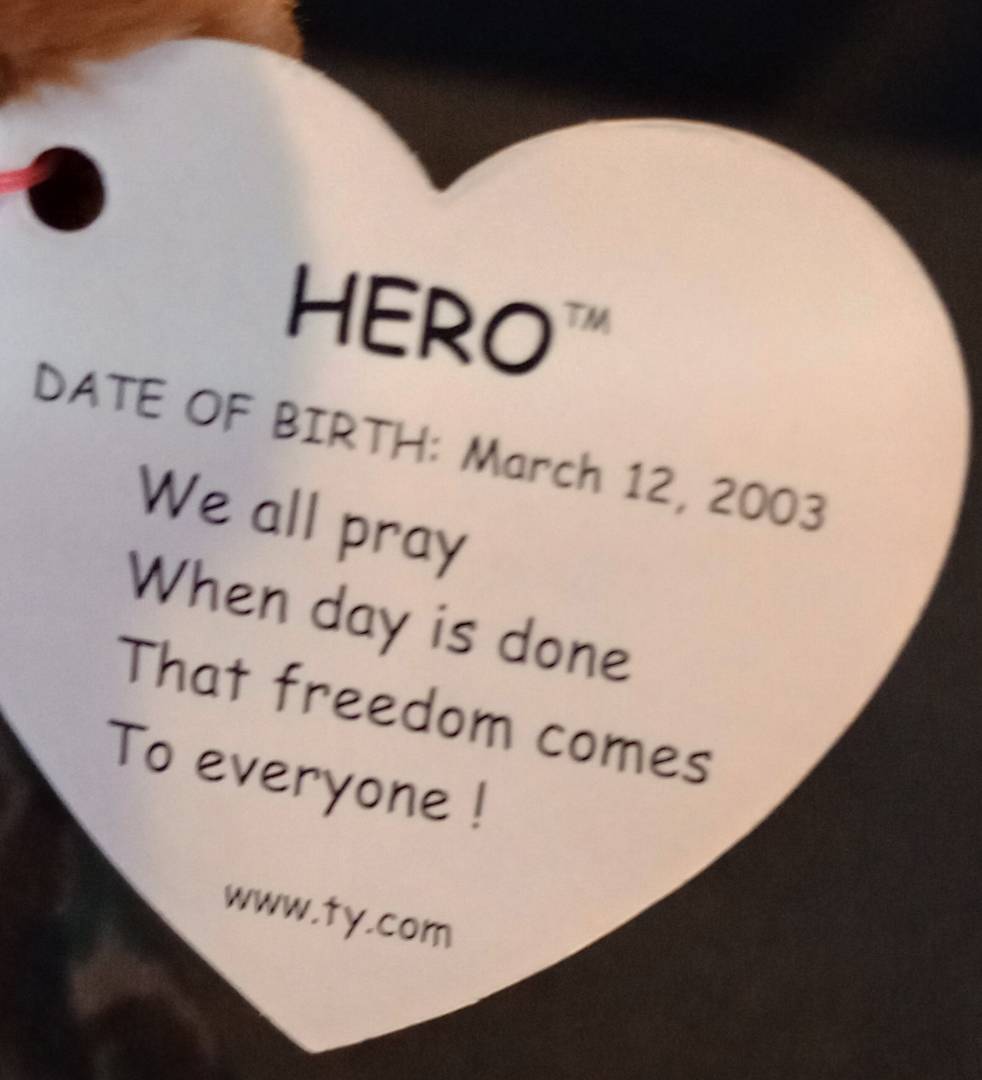 HERO™
DATE OF BIRTH: March 12, 2003
We all pray
When day is done
That freedom comes
To everyone !
www.ty.com